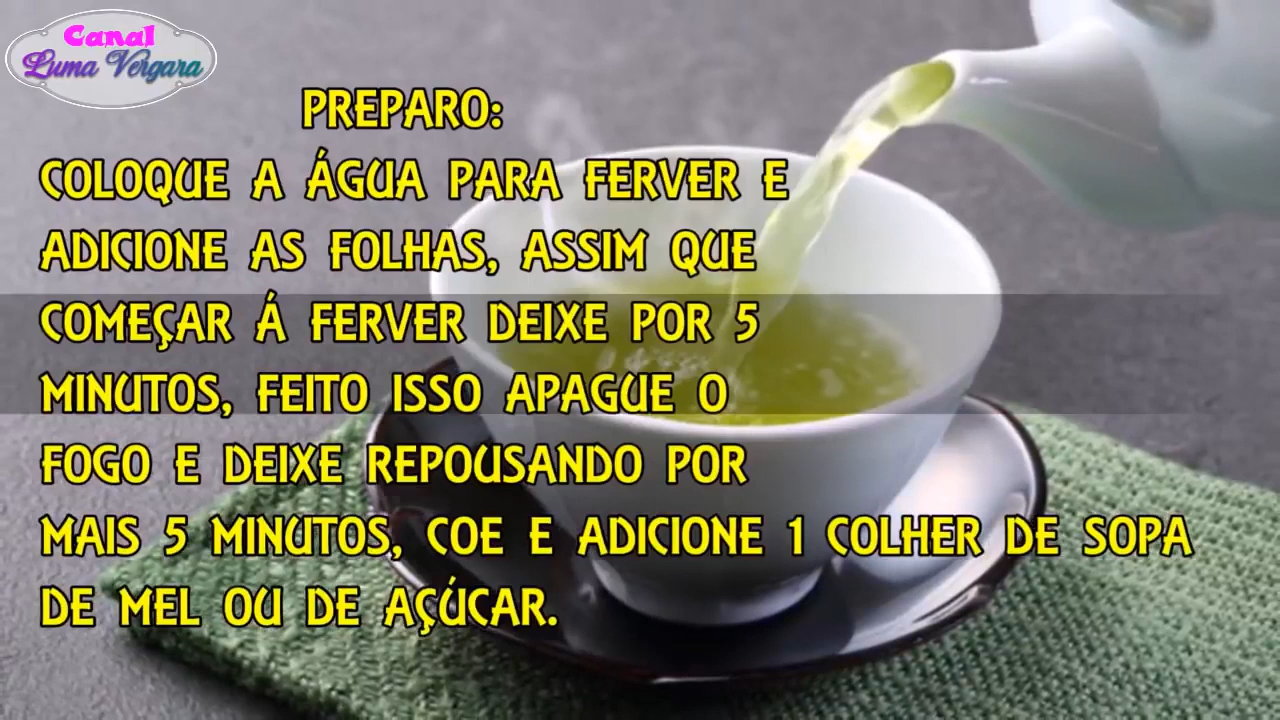 Canal
Luma Vergara
PREPARO:
COLOQUE A ÁGUA PARA FERVER E
ADICIONE AS FOLHAS, ASSIM QUE
COMEÇAR Á FERVER DEIXE POR 5
MINUTOS, FEITO ISSO APAGUE O
FOGO E DEIXE REPOUSANDO POR
MAIS 5 MINUTOS, COE E ADICIONE 1 COLHER DE SOPA
DE MEL OU DE AÇÚCAR.